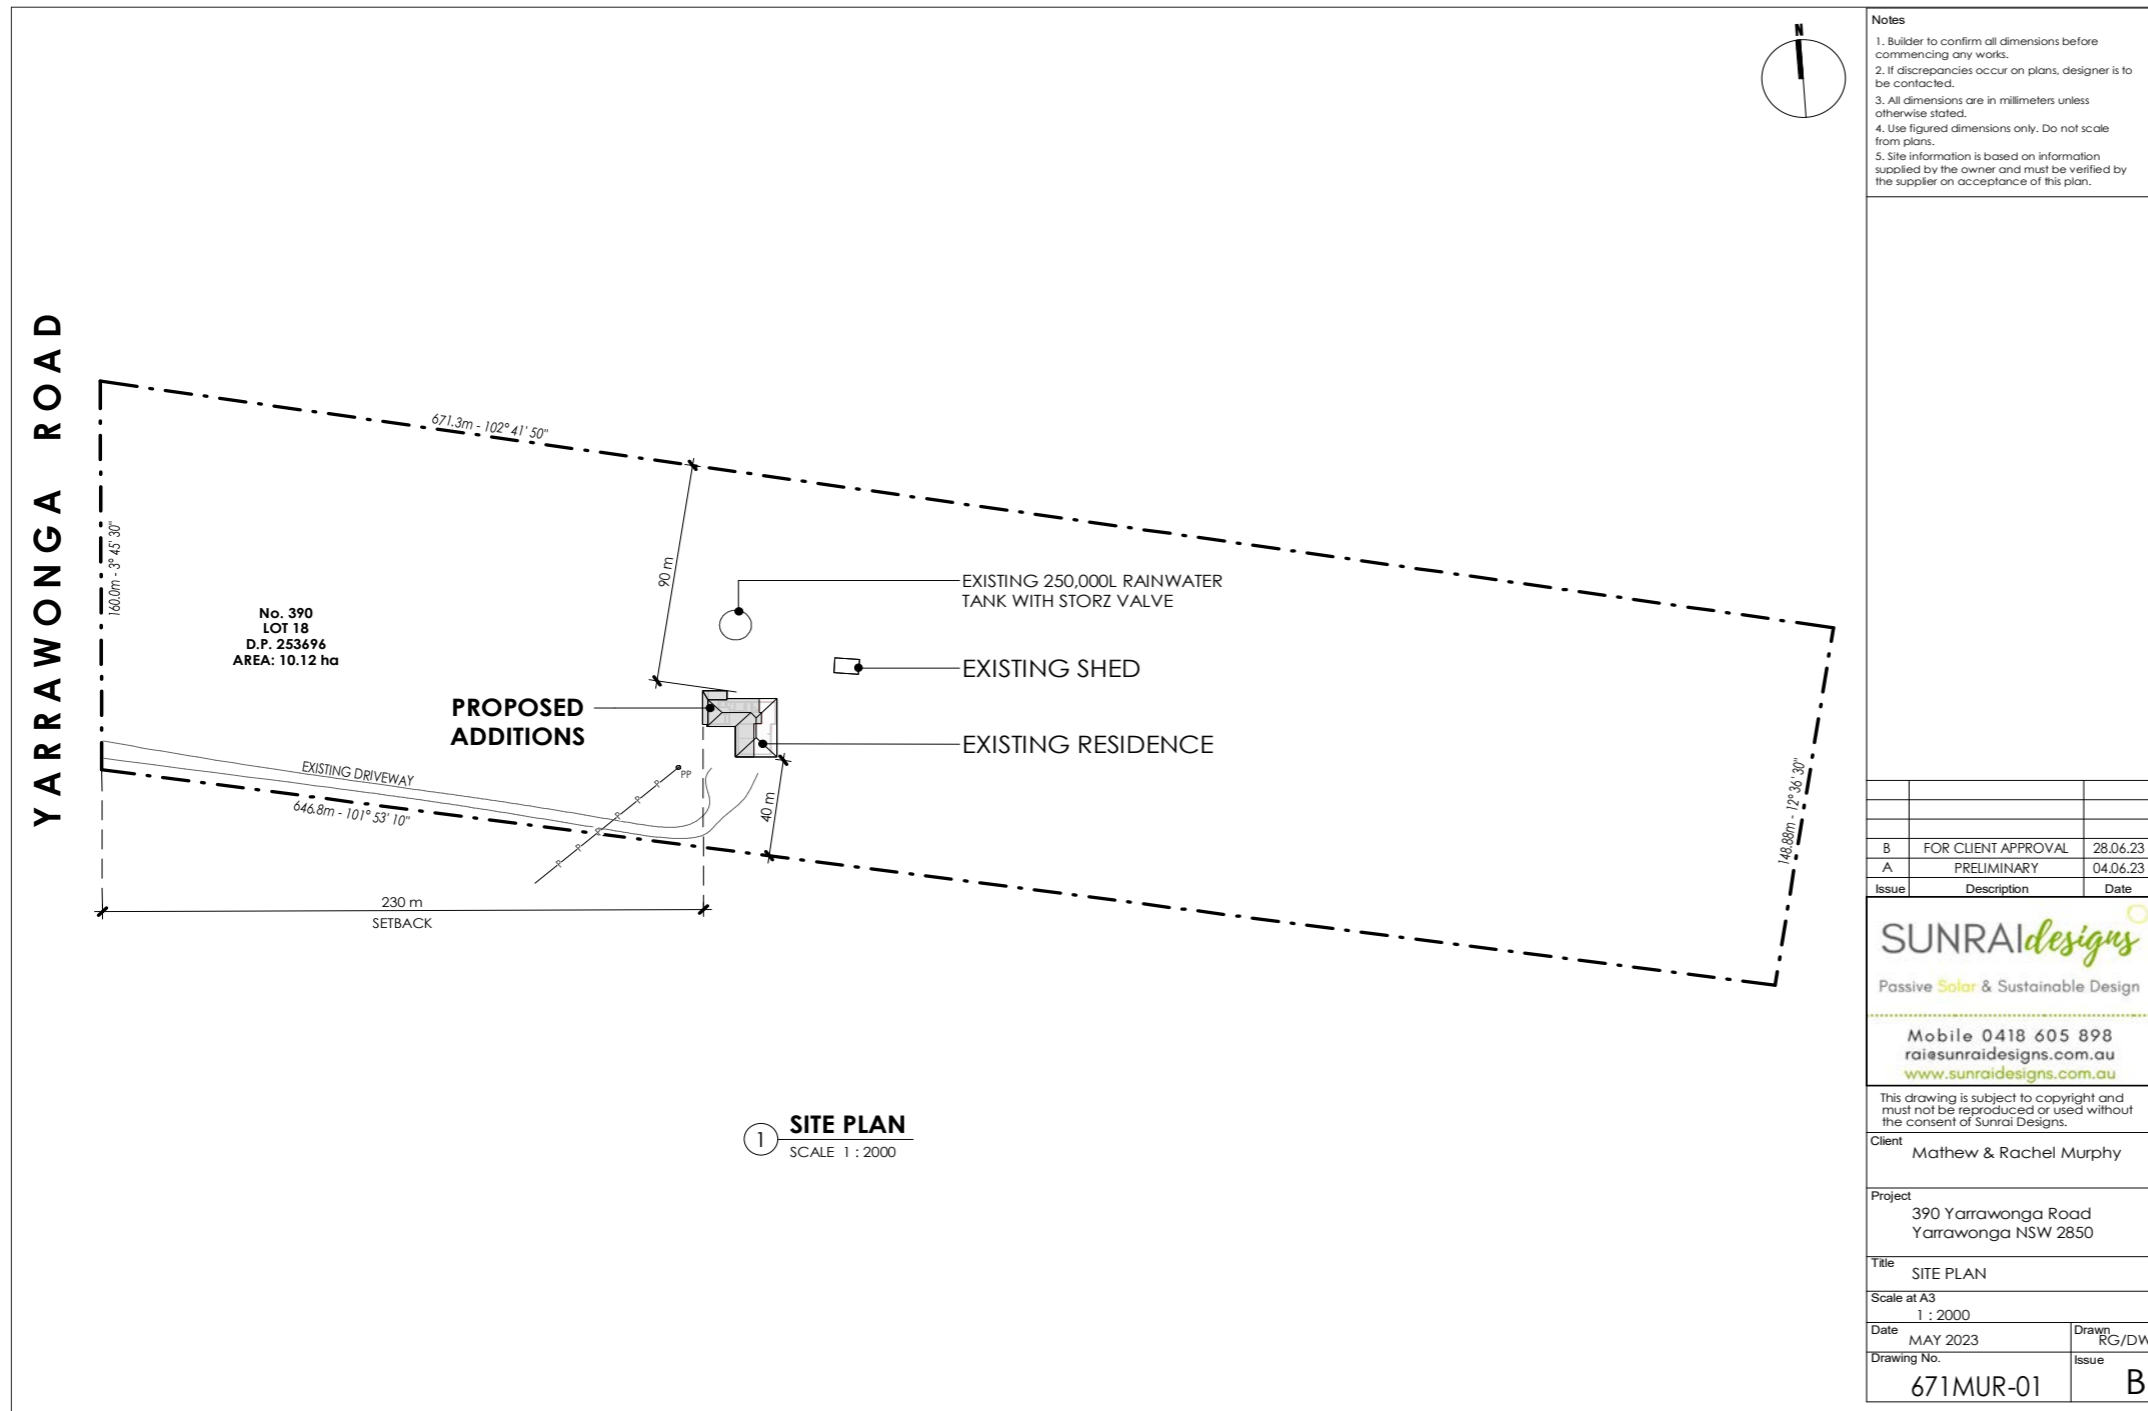 N
YARRAWONGA ROAD
671.3m - 102° 41' 50"
160.0m - 3° 45' 30"
90 m
No. 390
LOT 18
D.P. 253696
AREA: 10.12 ha
EXISTING 250,000L RAINWATER
TANK WITH STORZ VALVE
EXISTING SHED
PROPOSED
ADDITIONS
EXISTING RESIDENCE
EXISTING DRIVEWAY
PP
P
P
P
P
646.8m - 101° 53' 10"
40 m
148.88m - 12° 36' 30"
230 m
SETBACK
1
SITE PLAN
SCALE 1 : 2000
Notes
1. Builder to confirm all dimensions before
commencing any works.
2. If discrepancies occur on plans, designer is to
be contacted.
3. All dimensions are in millimeters unless
otherwise stated.
4. Use figured dimensions only. Do not scale
from plans.
5. Site information is based on information
supplied by the owner and must be verified by
the supplier on acceptance of this plan.
B FOR CLIENT APPROVAL 28.06.23
A PRELIMINARY 04.06.23
Issue Description Date
SUNRAIdesigns
Passive Solar & Sustainable Design
Mobile 0418 605 898
rai@sunraidesigns.com.au
www.sunraidesigns.com.au
This drawing is subject to copyright and
must not be reproduced or used without
the consent of Sunrai Designs.
Client
Mathew & Rachel Murphy
Project
390 Yarrawonga Road
Yarrawonga NSW 2850
Title
SITE PLAN
Scale at A3
1 : 2000
Date
MAY 2023
Drawn
RG/DW
Drawing No.
671MUR-01
Issue
B